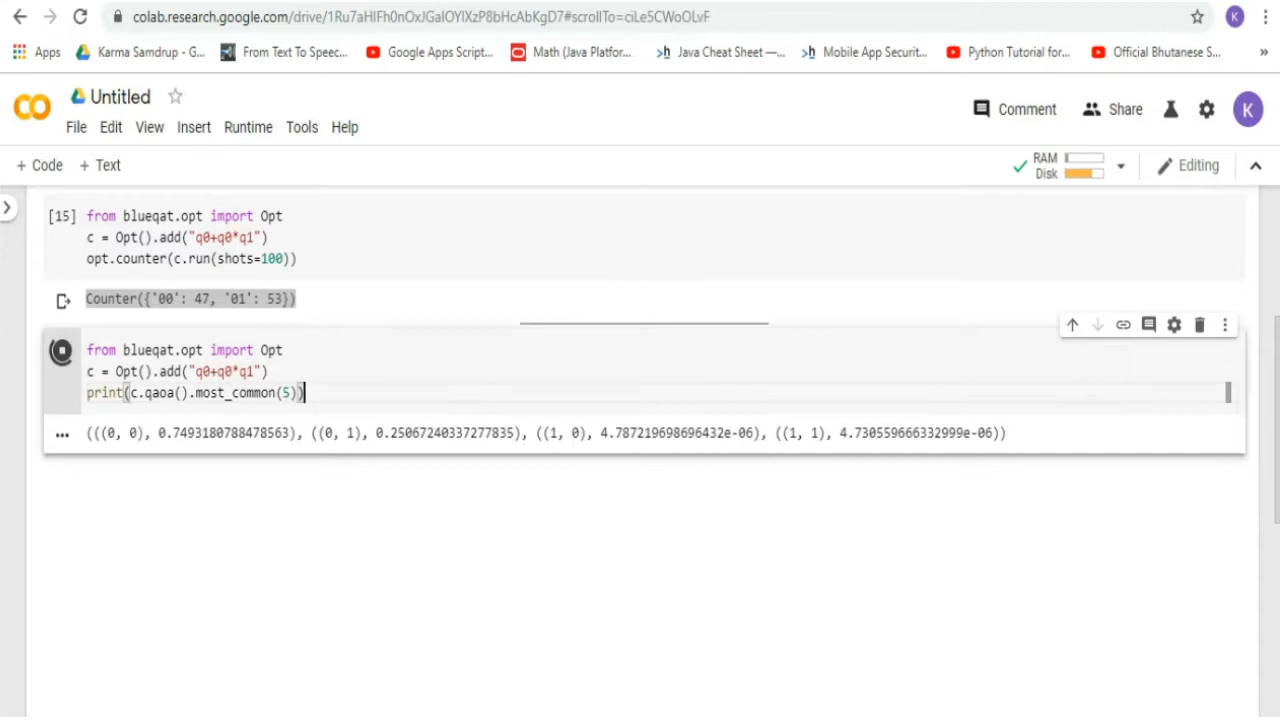 colab.research.google.com/drive/1Ru7aHlFh0nOxJGaIOYlXzP8bHcAbKgD7#scrollTo=ciLe5CWoOLvF
K
Apps Karma Samdrup - G... From Text To Speec... Google Apps Script... Math (Java Platfor... Java Cheat Sheet —... Mobile App Securit... Python Tutorial for... Official Bhutanese S... »
CO Untitled
Comment Share K
File Edit View Insert Runtime Tools Help
+ Code + Text
RAM
Disk
Editing
[15] from blueqat.opt import Opt
c = Opt().add("q0+q0*q1")
opt.counter(c.run(shots=100))
Counter({'00': 47, '01': 53})
from blueqat.opt import Opt
c = Opt().add("q0+q0*q1")
print(c.qaoa().most_common(5))
(((0, 0), 0.7493180788478563), ((0, 1), 0.25067240337277835), ((1, 0), 4.787219698696432e-06), ((1, 1), 4.730559666332999e-06))